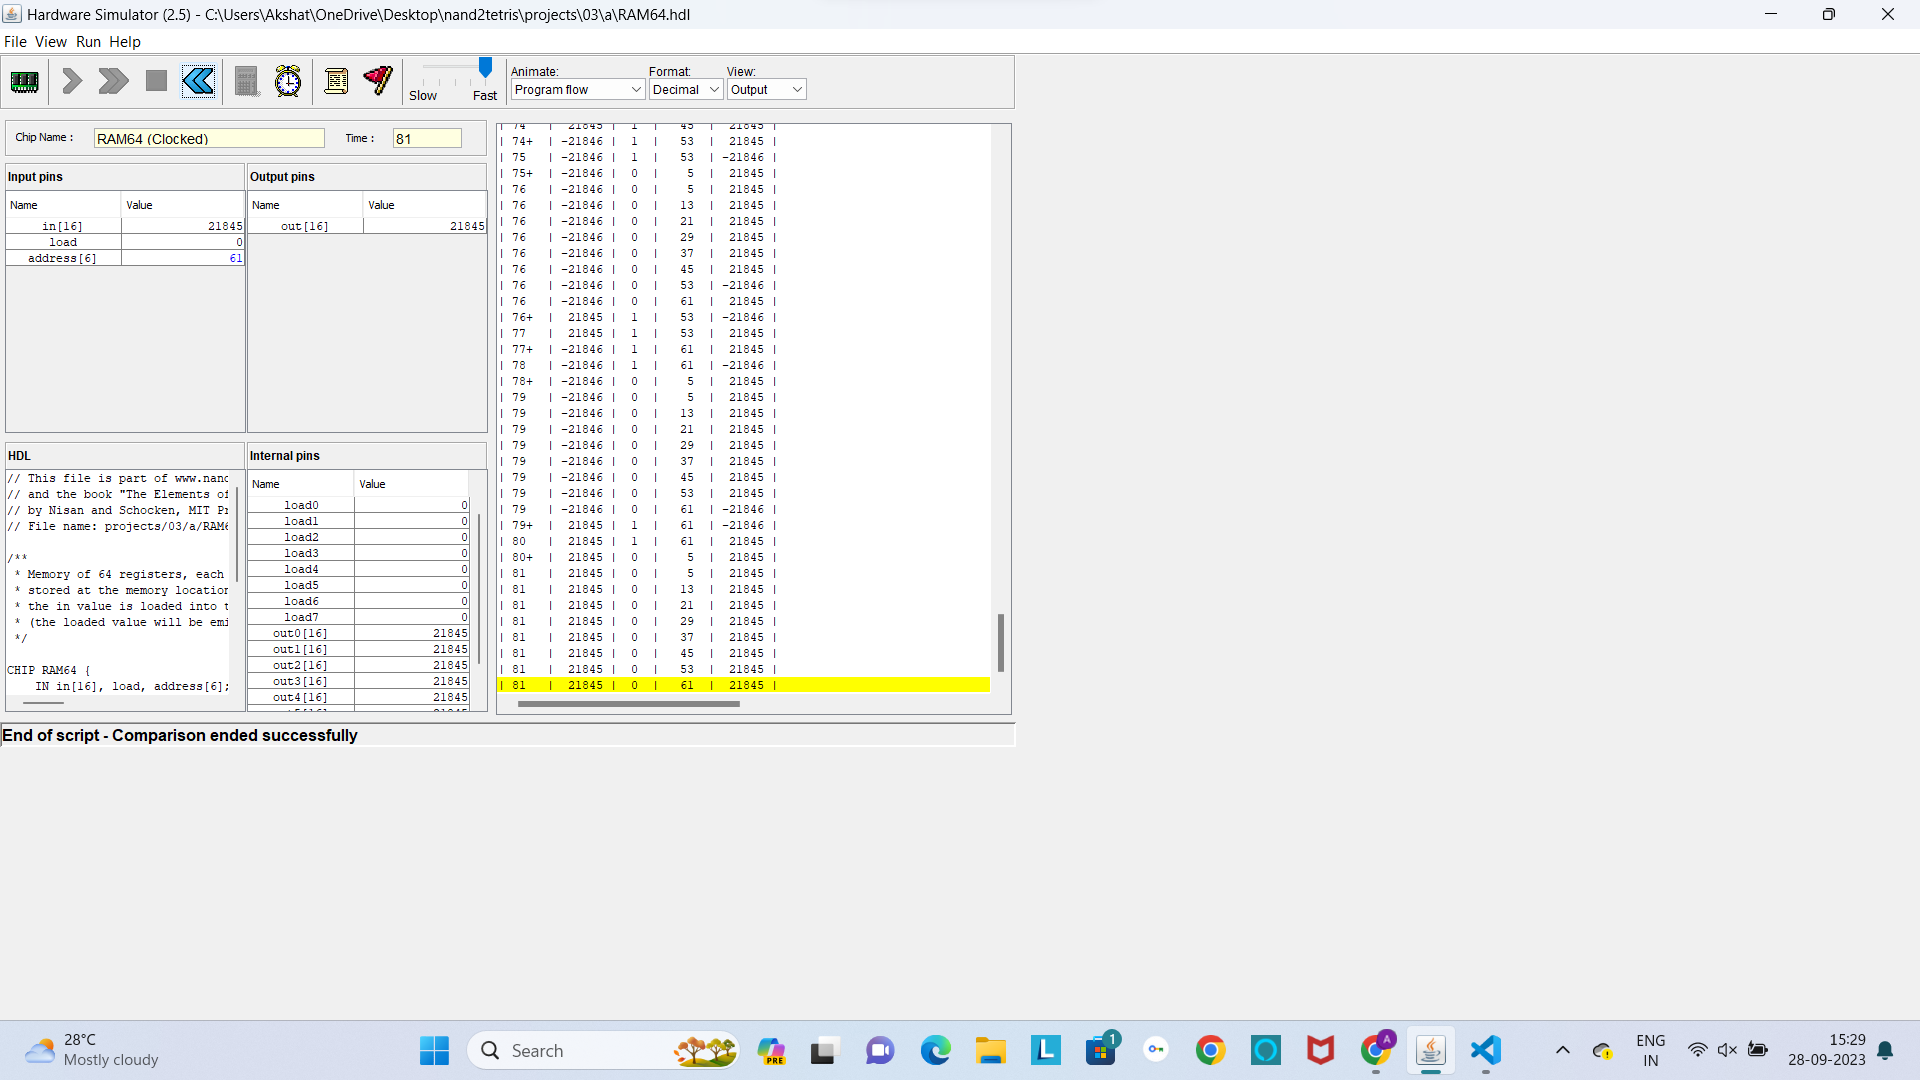 Hardware Simulator (2.5) - C:\Users\Akshat\OneDrive\Desktop\nand2tetris\projects\03\a\RAM64.hdl
File View Run Help
Slow Fast
Animate: Format: View:
Program flow Decimal Output
Chip Name : RAM64 (Clocked) Time : 81
Input pins
Name Value
in[16] 21845
load 0
address[6] 61
Output pins
Name Value
out[16] 21845
HDL
// This file is part of www.nand
// and the book "The Elements of
// by Nisan and Schocken, MIT Pr
// File name: projects/03/a/RAM6
/**
* Memory of 64 registers, each
* stored at the memory location
* the in value is loaded into t
* (the loaded value will be emi
*/
CHIP RAM64 {
IN in[16], load, address[6];
Internal pins
Name Value
load0 0
load1 0
load2 0
load3 0
load4 0
load5 0
load6 0
load7 0
out0[16] 21845
out1[16] 21845
out2[16] 21845
out3[16] 21845
out4[16] 21845
| 74 | 21845 | 1 | 45 | 21845 |
| 74+ | -21846 | 1 | 53 | 21845 |
| 75 | -21846 | 1 | 53 | -21846 |
| 75+ | -21846 | 0 | 5 | 21845 |
| 76 | -21846 | 0 | 5 | 21845 |
| 76 | -21846 | 0 | 13 | 21845 |
| 76 | -21846 | 0 | 21 | 21845 |
| 76 | -21846 | 0 | 29 | 21845 |
| 76 | -21846 | 0 | 37 | 21845 |
| 76 | -21846 | 0 | 45 | 21845 |
| 76 | -21846 | 0 | 53 | -21846 |
| 76 | -21846 | 0 | 61 | 21845 |
| 76+ | 21845 | 1 | 53 | -21846 |
| 77 | 21845 | 1 | 53 | 21845 |
| 77+ | -21846 | 1 | 61 | 21845 |
| 78 | -21846 | 1 | 61 | -21846 |
| 78+ | -21846 | 0 | 5 | 21845 |
| 79 | -21846 | 0 | 5 | 21845 |
| 79 | -21846 | 0 | 13 | 21845 |
| 79 | -21846 | 0 | 21 | 21845 |
| 79 | -21846 | 0 | 29 | 21845 |
| 79 | -21846 | 0 | 37 | 21845 |
| 79 | -21846 | 0 | 45 | 21845 |
| 79 | -21846 | 0 | 53 | 21845 |
| 79 | -21846 | 0 | 61 | -21846 |
| 79+ | 21845 | 1 | 61 | -21846 |
| 80 | 21845 | 1 | 61 | 21845 |
| 80+ | 21845 | 0 | 5 | 21845 |
| 81 | 21845 | 0 | 5 | 21845 |
| 81 | 21845 | 0 | 13 | 21845 |
| 81 | 21845 | 0 | 21 | 21845 |
| 81 | 21845 | 0 | 29 | 21845 |
| 81 | 21845 | 0 | 37 | 21845 |
| 81 | 21845 | 0 | 45 | 21845 |
| 81 | 21845 | 0 | 53 | 21845 |
| 81 | 21845 | 0 | 61 | 21845 |
End of script - Comparison ended successfully
28°C
Mostly cloudy
Search
PRE
L
1
A
ENG
IN
15:29
28-09-2023